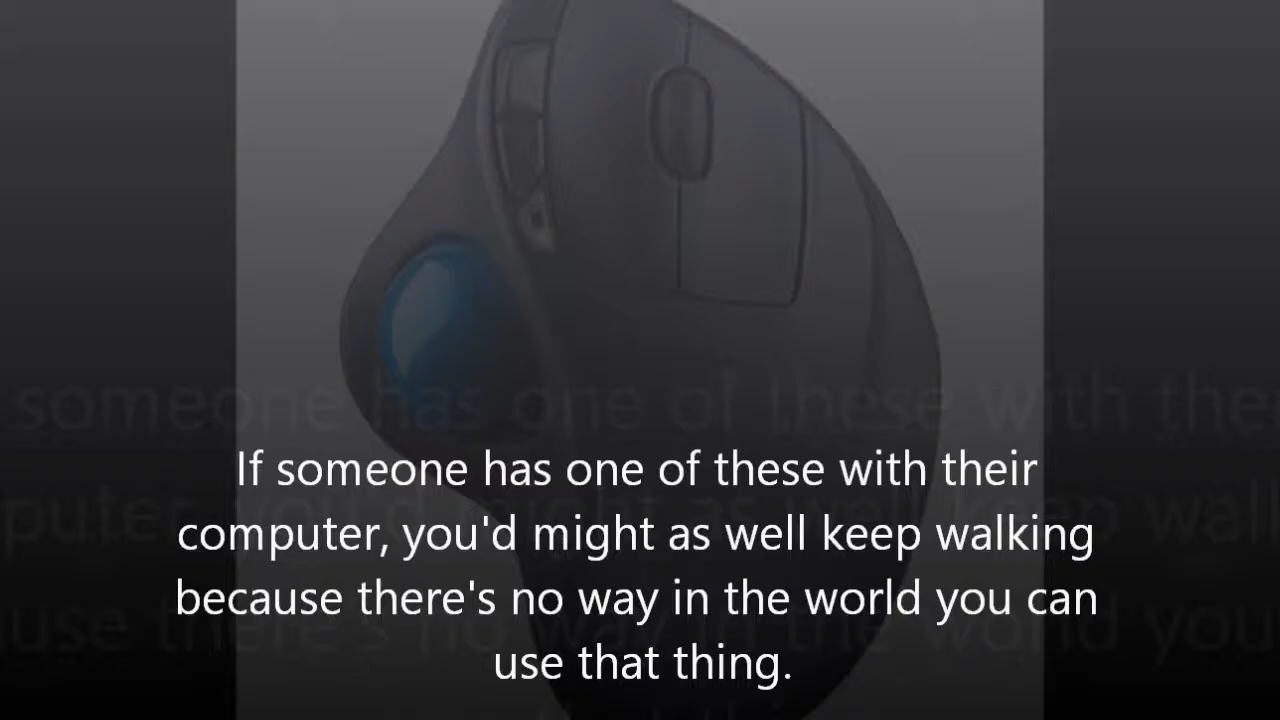 If someone has one of these with their
computer, you'd might as well keep walking
because there's no way in the world you can
use that thing.